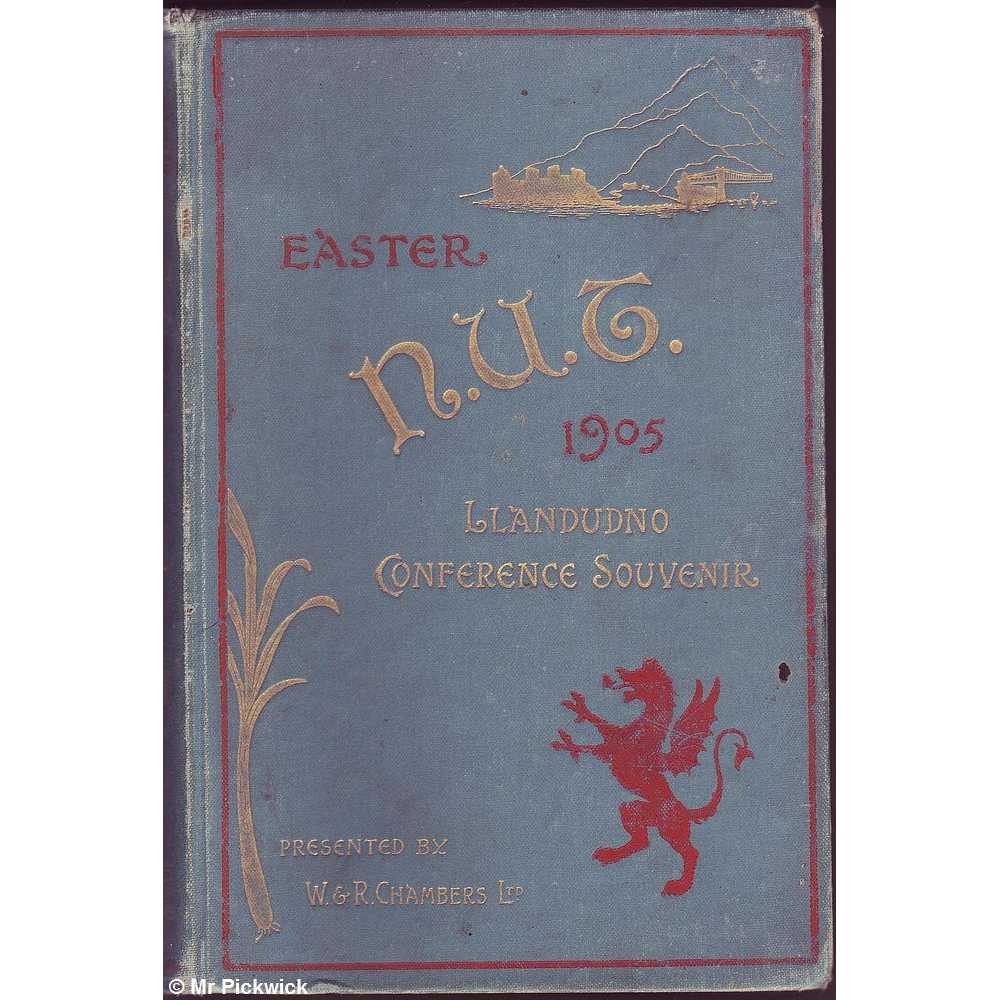 EASTER
N.U.T.
1905
LLANDUDNO
CONFERENCE SOUVENIR
PRESENTED BY
W. & R. CHAMBERS LTD
© Mr Pickwick